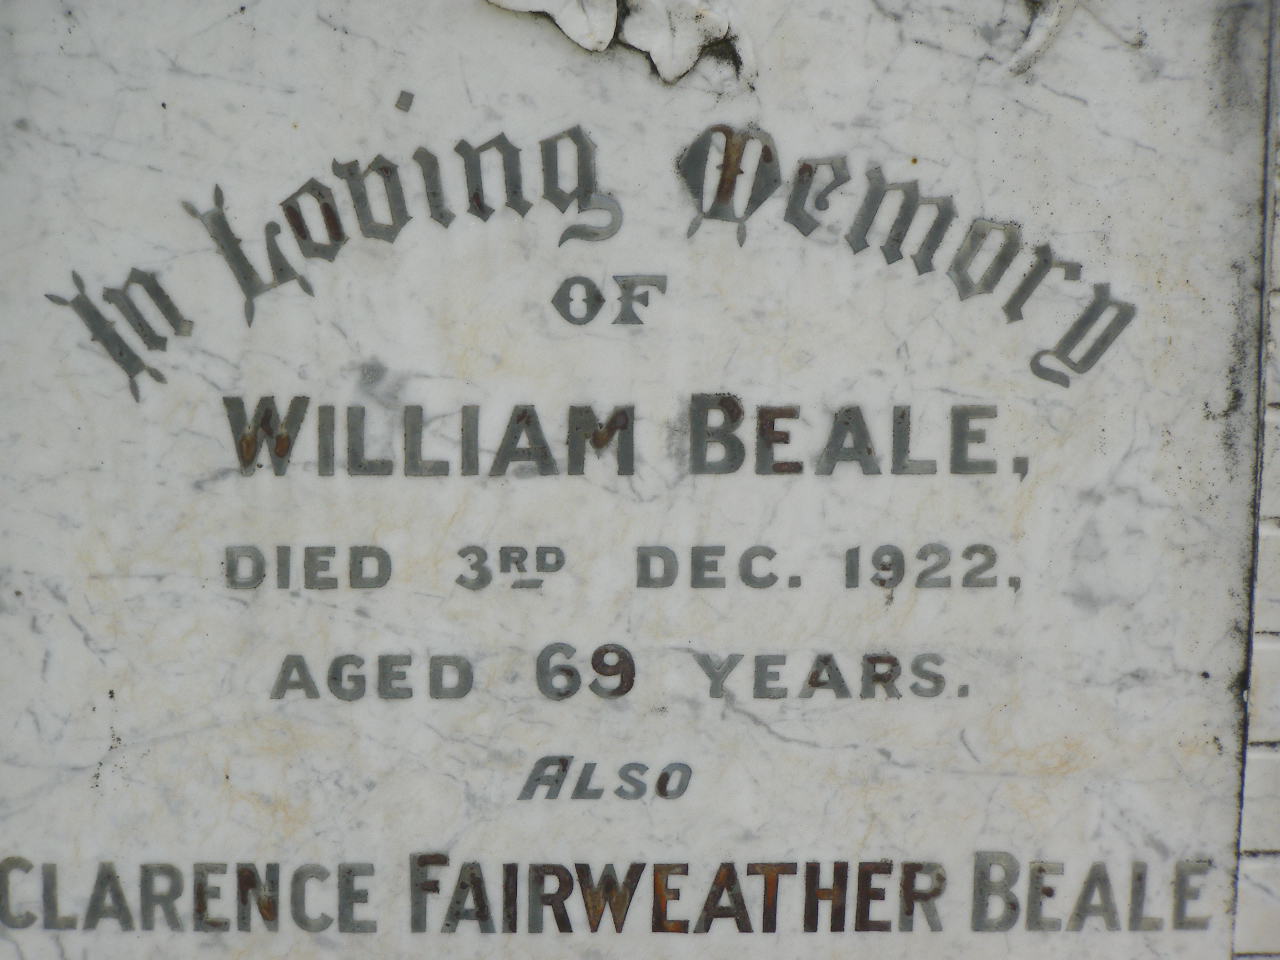 In Loving Memory
OF
WILLIAM BEALE,
DIED 3RD DEC. 1922,
AGED 69 YEARS.
ALSO
CLARENCE FAIRWEATHER BEALE